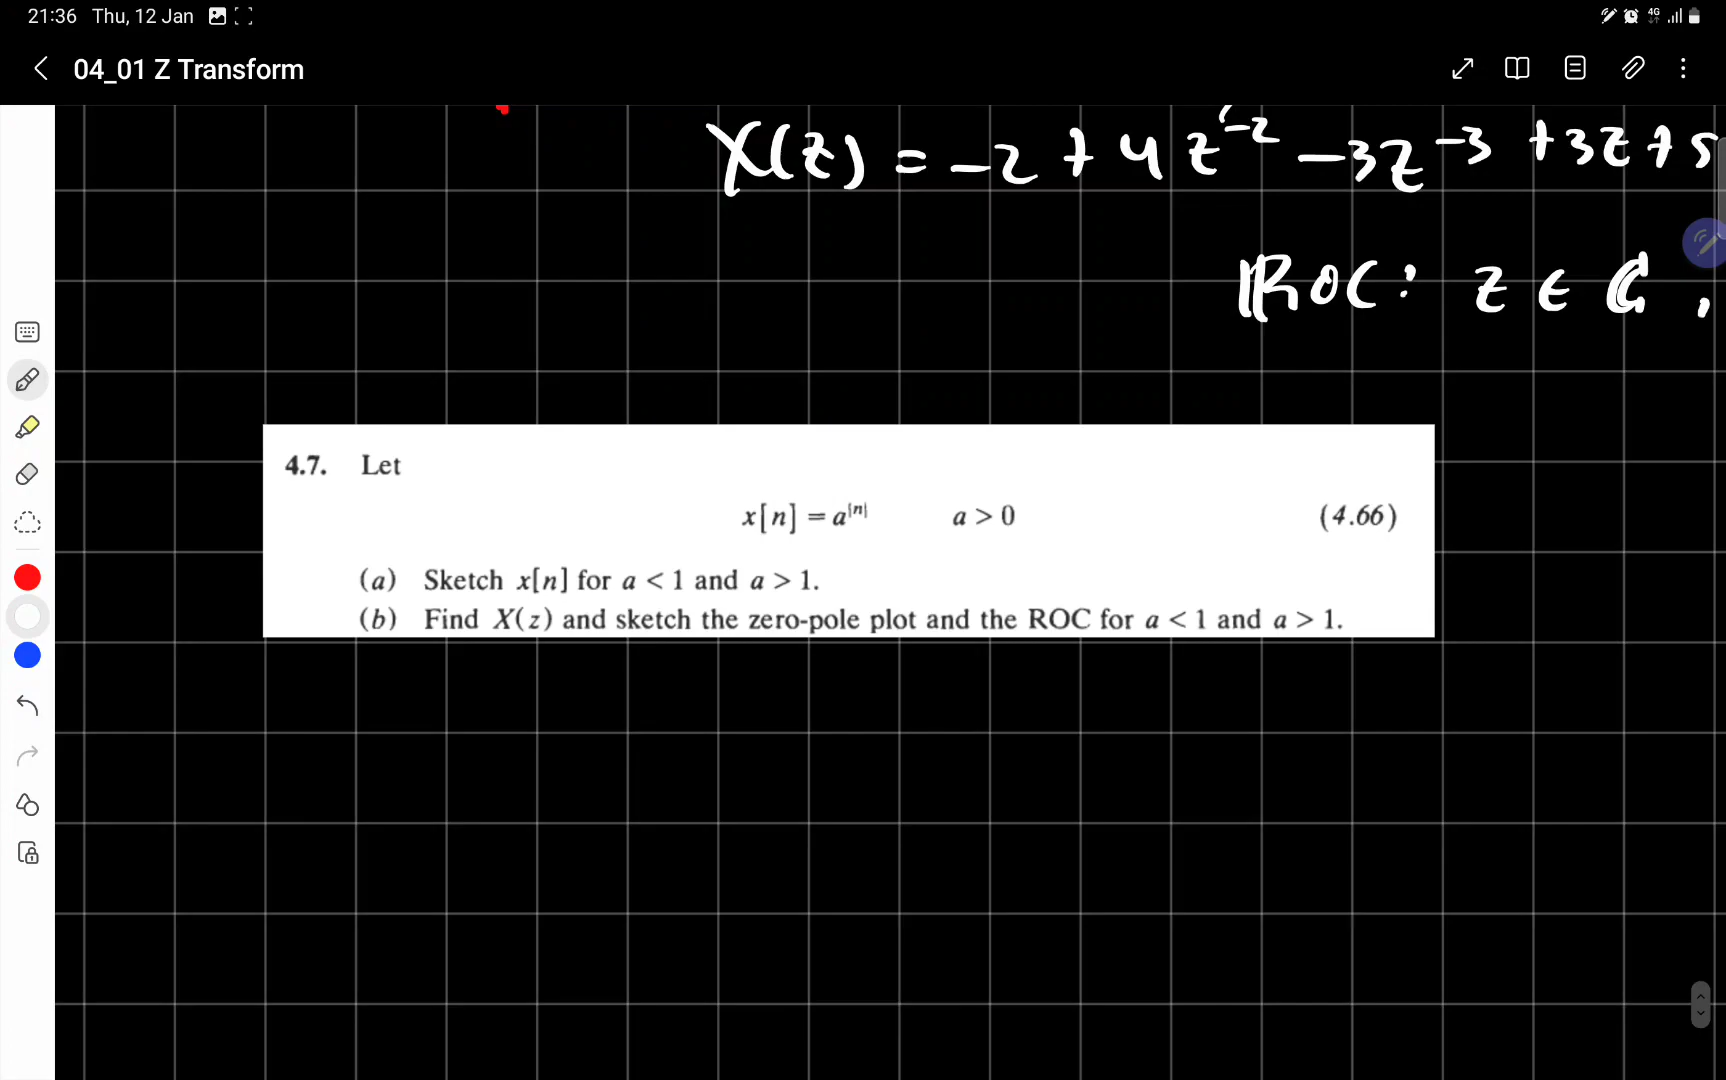 21:36 Thu, 12 Jan
4G
04_01 Z Transform
X(z) = -2 + 4 z^-2 - 3z^-3 + 3z + 5
ROC: z ∈ ℂ ,
4.7. Let
x[n] = a^|n| a > 0 (4.66)
(a) Sketch x[n] for a < 1 and a > 1.
(b) Find X(z) and sketch the zero-pole plot and the ROC for a < 1 and a > 1.